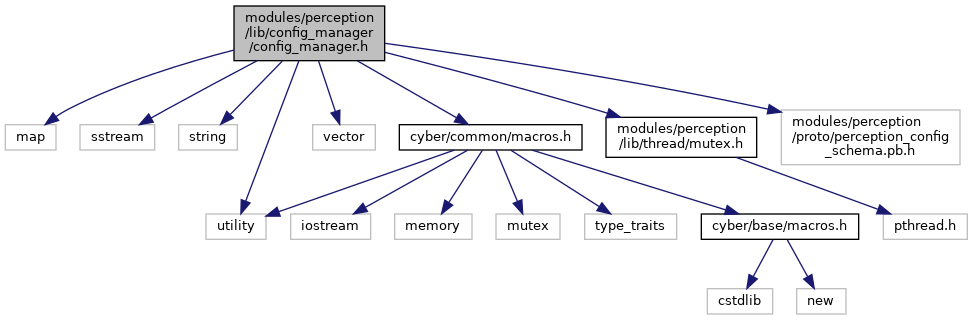 modules/perception
/lib/config_manager
/config_manager.h
map
sstream
string
vector
cyber/common/macros.h
modules/perception
/lib/thread/mutex.h
modules/perception
/proto/perception_config
_schema.pb.h
utility
iostream
memory
mutex
type_traits
cyber/base/macros.h
pthread.h
cstdlib
new